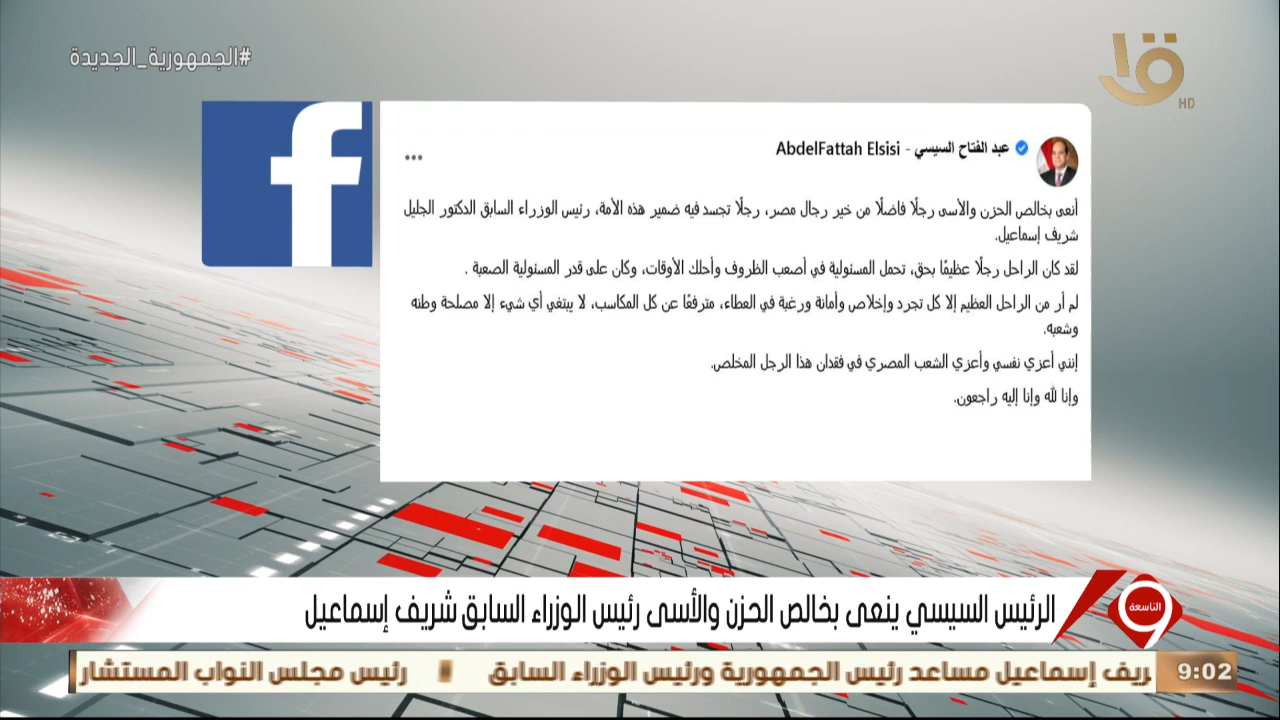 #الجمهورية_الجديدة
HD
عبد الفتاح السيسي - AbdelFattah Elsisi
أنعى بخالص الحزن والأسى رجلًا فاضلًا من خير رجال مصر، رجلًا تجسد فيه ضمير هذه الأمة، رئيس الوزراء السابق الدكتور الجليل
شريف إسماعيل.
لقد كان الراحل رجلًا عظيمًا بحق، تحمل المسئولية في أصعب الظروف وأحلك الأوقات، وكان على قدر المسئولية الصعبة .
لم أر من الراحل العظيم إلا كل تجرد وإخلاص وأمانة ورغبة في العطاء، مترفعًا عن كل المكاسب، لا يبتغي أي شيء إلا مصلحة وطنه
وشعبه.
إنني أعزي نفسي وأعزي الشعب المصري في فقدان هذا الرجل المخلص.
وإنا لله وإنا إليه راجعون.
التاسعة
الرئيس السيسي ينعى بخالص الحزن والأسى رئيس الوزراء السابق شريف إسماعيل
9:02
إسماعيل مساعد رئيس الجمهورية ورئيس الوزراء السابق رئيس مجلس النواب المستشار